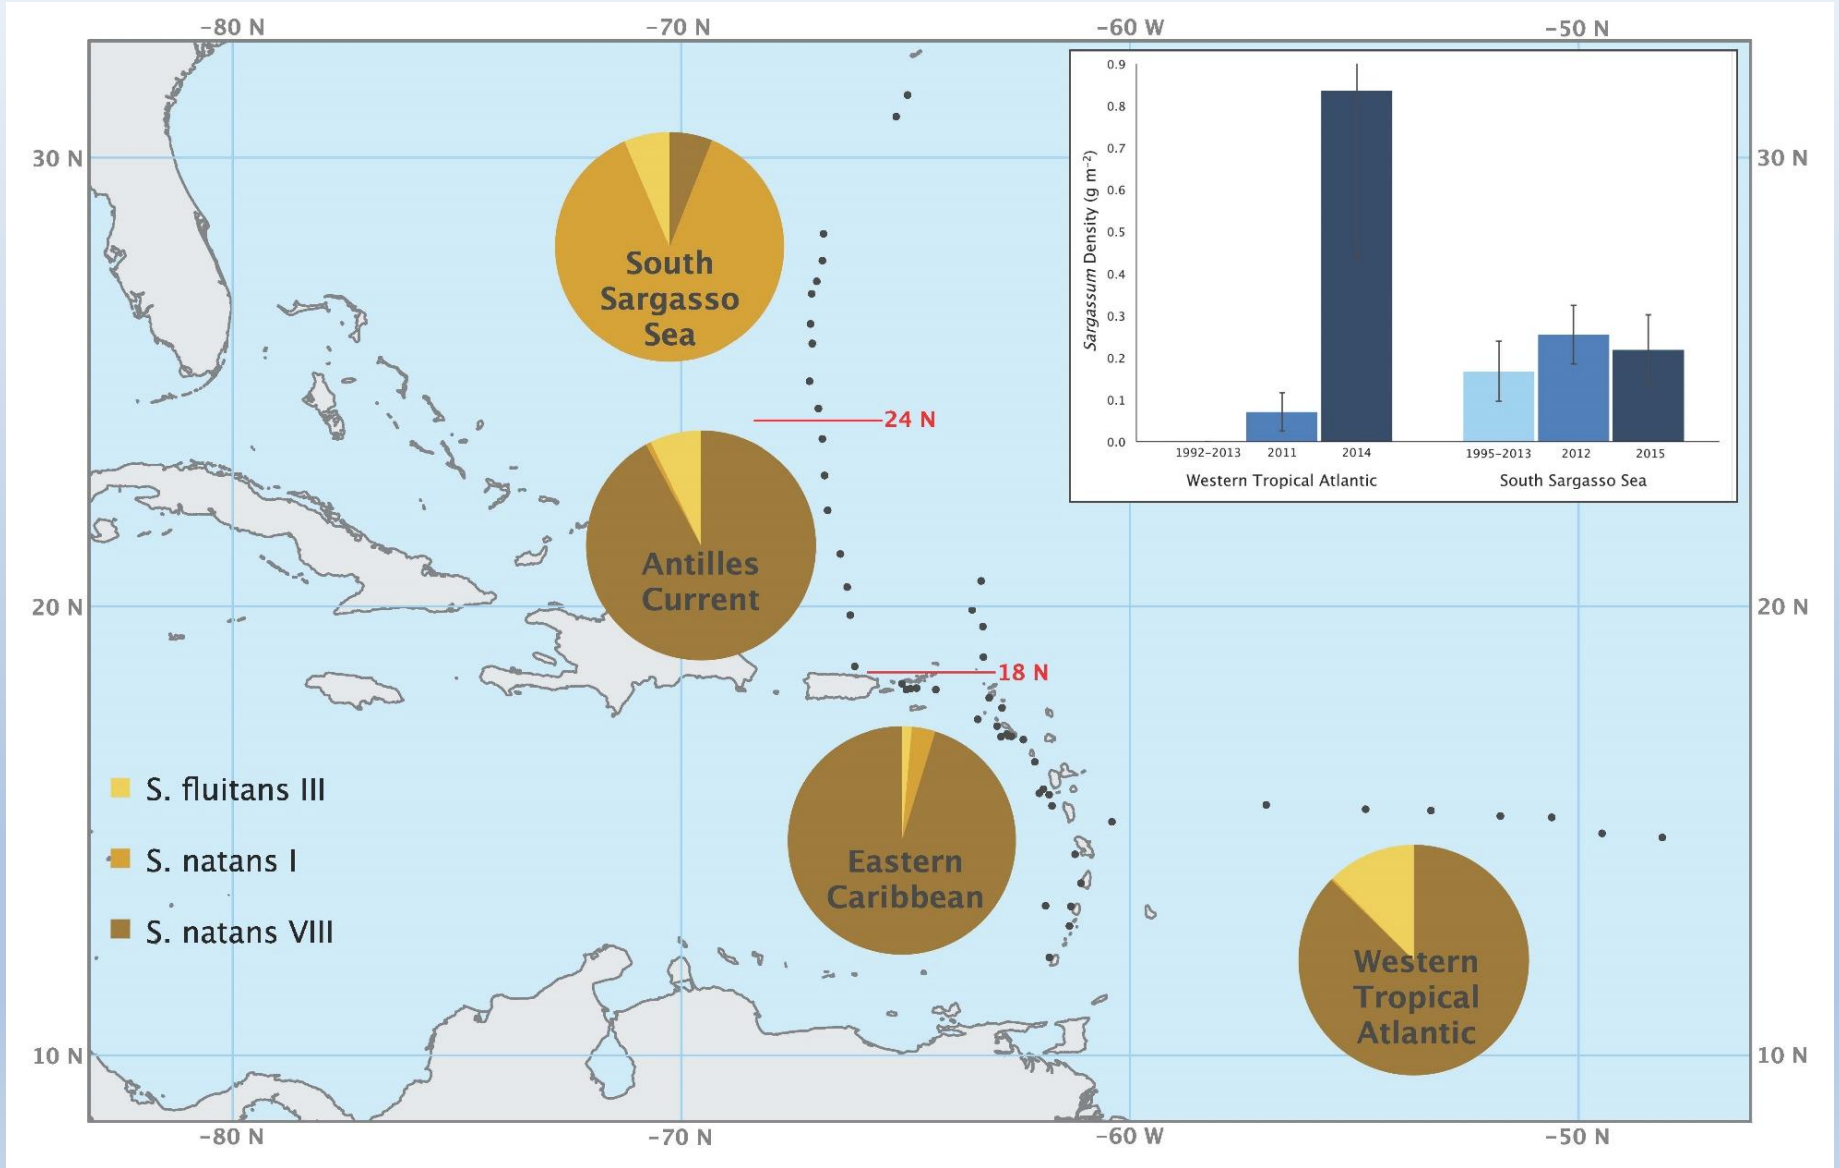 −80 N
−70 N
−60 W
−50 N
30 N
30 N
20 N
20 N
10 N
10 N
South
Sargasso
Sea
24 N
Antilles
Current
18 N
Eastern
Caribbean
Western
Tropical
Atlantic
S. fluitans III
S. natans I
S. natans VIII
Sargassum Density (g m⁻²)
0.9
0.8
0.7
0.6
0.5
0.4
0.3
0.2
0.1
0.0
1992−2013
2011
2014
1995−2013
2012
2015
Western Tropical Atlantic
South Sargasso Sea
−80 N
−70 N
−60 W
−50 N